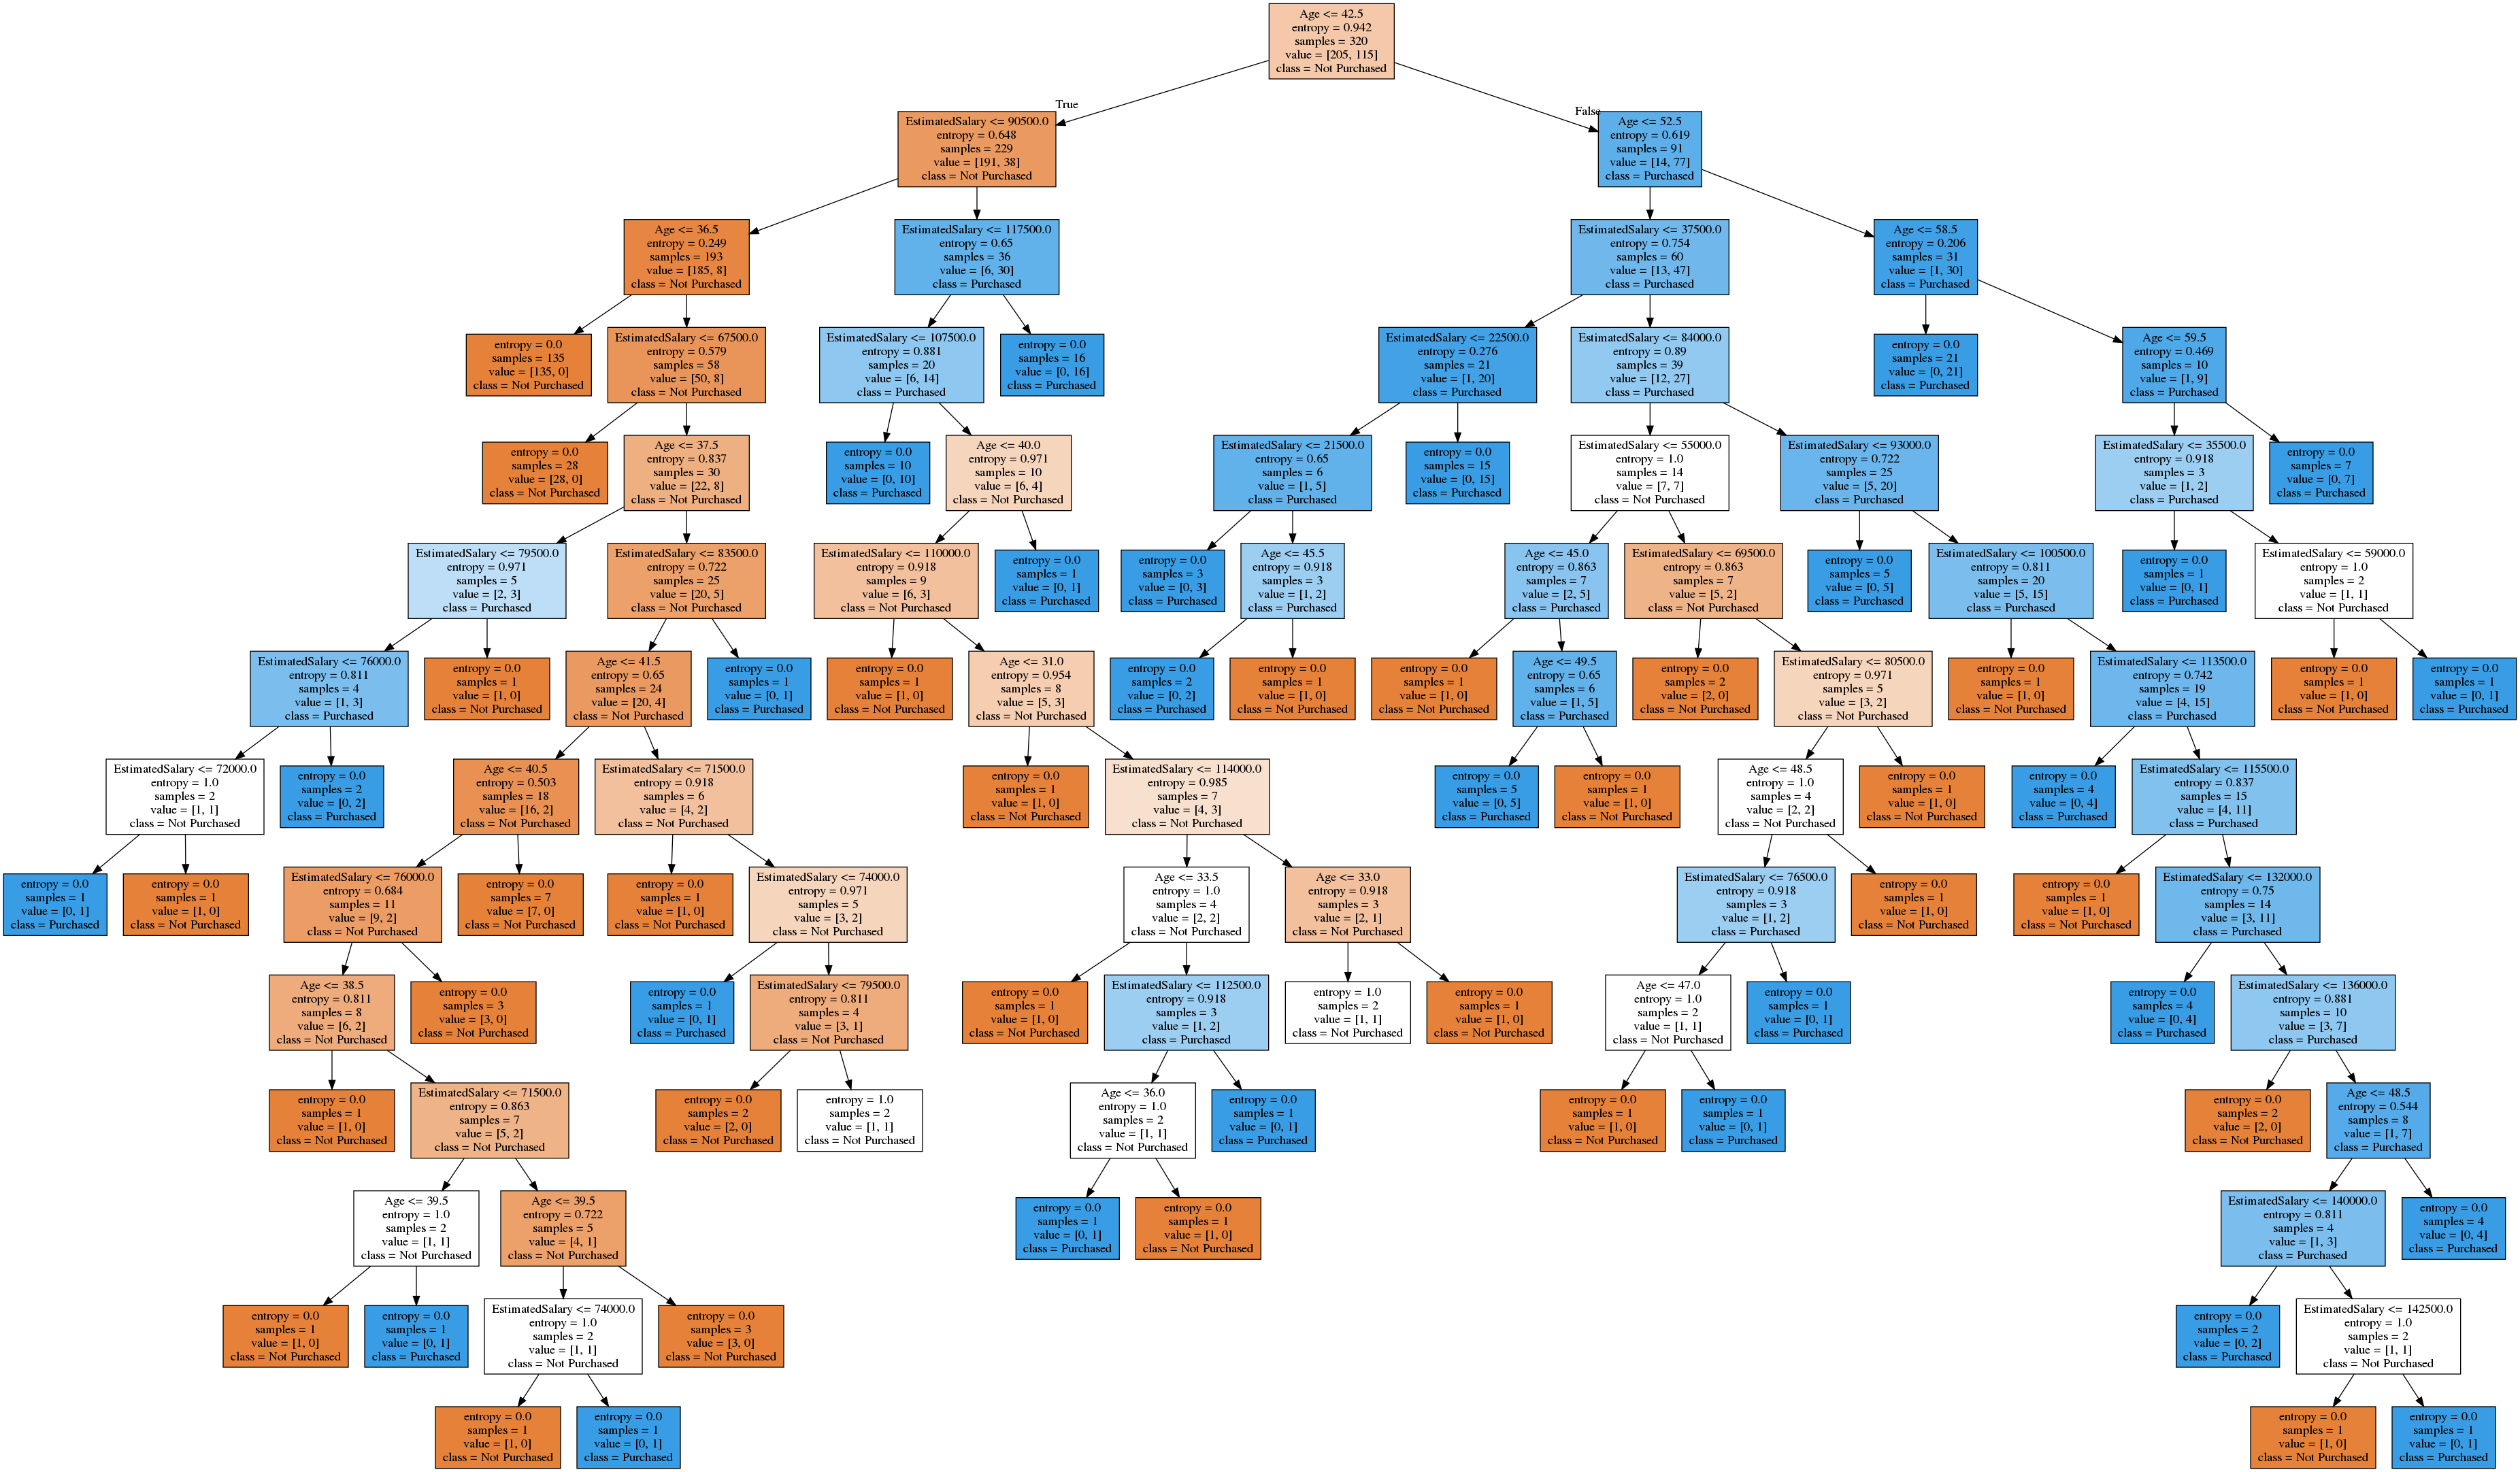 Age <= 42.5
entropy = 0.942
samples = 320
value = [205, 115]
class = Not Purchased
True
False
EstimatedSalary <= 90500.0
entropy = 0.648
samples = 229
value = [191, 38]
class = Not Purchased
Age <= 52.5
entropy = 0.619
samples = 91
value = [14, 77]
class = Purchased
Age <= 36.5
entropy = 0.249
samples = 193
value = [185, 8]
class = Not Purchased
EstimatedSalary <= 117500.0
entropy = 0.65
samples = 36
value = [6, 30]
class = Purchased
EstimatedSalary <= 37500.0
entropy = 0.754
samples = 60
value = [13, 47]
class = Purchased
Age <= 58.5
entropy = 0.206
samples = 31
value = [1, 30]
class = Purchased
entropy = 0.0
samples = 135
value = [135, 0]
class = Not Purchased
EstimatedSalary <= 67500.0
entropy = 0.579
samples = 58
value = [50, 8]
class = Not Purchased
EstimatedSalary <= 107500.0
entropy = 0.881
samples = 20
value = [6, 14]
class = Purchased
entropy = 0.0
samples = 16
value = [0, 16]
class = Purchased
EstimatedSalary <= 22500.0
entropy = 0.276
samples = 21
value = [1, 20]
class = Purchased
EstimatedSalary <= 84000.0
entropy = 0.89
samples = 39
value = [12, 27]
class = Purchased
entropy = 0.0
samples = 21
value = [0, 21]
class = Purchased
Age <= 59.5
entropy = 0.469
samples = 10
value = [1, 9]
class = Purchased
entropy = 0.0
samples = 28
value = [28, 0]
class = Not Purchased
Age <= 37.5
entropy = 0.837
samples = 30
value = [22, 8]
class = Not Purchased
entropy = 0.0
samples = 10
value = [0, 10]
class = Purchased
Age <= 40.0
entropy = 0.971
samples = 10
value = [6, 4]
class = Not Purchased
EstimatedSalary <= 21500.0
entropy = 0.65
samples = 6
value = [1, 5]
class = Purchased
entropy = 0.0
samples = 15
value = [0, 15]
class = Purchased
EstimatedSalary <= 55000.0
entropy = 1.0
samples = 14
value = [7, 7]
class = Not Purchased
EstimatedSalary <= 93000.0
entropy = 0.722
samples = 25
value = [5, 20]
class = Purchased
EstimatedSalary <= 35500.0
entropy = 0.918
samples = 3
value = [1, 2]
class = Purchased
entropy = 0.0
samples = 7
value = [0, 7]
class = Purchased
EstimatedSalary <= 79500.0
entropy = 0.971
samples = 5
value = [2, 3]
class = Purchased
EstimatedSalary <= 83500.0
entropy = 0.722
samples = 25
value = [20, 5]
class = Not Purchased
EstimatedSalary <= 110000.0
entropy = 0.918
samples = 9
value = [6, 3]
class = Not Purchased
entropy = 0.0
samples = 1
value = [0, 1]
class = Purchased
entropy = 0.0
samples = 3
value = [0, 3]
class = Purchased
Age <= 45.5
entropy = 0.918
samples = 3
value = [1, 2]
class = Purchased
Age <= 45.0
entropy = 0.863
samples = 7
value = [2, 5]
class = Purchased
EstimatedSalary <= 69500.0
entropy = 0.863
samples = 7
value = [5, 2]
class = Not Purchased
entropy = 0.0
samples = 5
value = [0, 5]
class = Purchased
EstimatedSalary <= 100500.0
entropy = 0.811
samples = 20
value = [5, 15]
class = Purchased
entropy = 0.0
samples = 1
value = [0, 1]
class = Purchased
EstimatedSalary <= 59000.0
entropy = 1.0
samples = 2
value = [1, 1]
class = Not Purchased
EstimatedSalary <= 76000.0
entropy = 0.811
samples = 4
value = [1, 3]
class = Purchased
entropy = 0.0
samples = 1
value = [1, 0]
class = Not Purchased
Age <= 41.5
entropy = 0.65
samples = 24
value = [20, 4]
class = Not Purchased
entropy = 0.0
samples = 1
value = [0, 1]
class = Purchased
entropy = 0.0
samples = 1
value = [1, 0]
class = Not Purchased
Age <= 31.0
entropy = 0.954
samples = 8
value = [5, 3]
class = Not Purchased
entropy = 0.0
samples = 2
value = [0, 2]
class = Purchased
entropy = 0.0
samples = 1
value = [1, 0]
class = Not Purchased
entropy = 0.0
samples = 1
value = [1, 0]
class = Not Purchased
Age <= 49.5
entropy = 0.65
samples = 6
value = [1, 5]
class = Purchased
entropy = 0.0
samples = 2
value = [2, 0]
class = Not Purchased
EstimatedSalary <= 80500.0
entropy = 0.971
samples = 5
value = [3, 2]
class = Not Purchased
entropy = 0.0
samples = 1
value = [1, 0]
class = Not Purchased
EstimatedSalary <= 113500.0
entropy = 0.742
samples = 19
value = [4, 15]
class = Purchased
entropy = 0.0
samples = 1
value = [1, 0]
class = Not Purchased
entropy = 0.0
samples = 1
value = [0, 1]
class = Purchased
EstimatedSalary <= 72000.0
entropy = 1.0
samples = 2
value = [1, 1]
class = Not Purchased
entropy = 0.0
samples = 2
value = [0, 2]
class = Purchased
Age <= 40.5
entropy = 0.503
samples = 18
value = [16, 2]
class = Not Purchased
EstimatedSalary <= 71500.0
entropy = 0.918
samples = 6
value = [4, 2]
class = Not Purchased
entropy = 0.0
samples = 1
value = [1, 0]
class = Not Purchased
EstimatedSalary <= 114000.0
entropy = 0.985
samples = 7
value = [4, 3]
class = Not Purchased
entropy = 0.0
samples = 5
value = [0, 5]
class = Purchased
entropy = 0.0
samples = 1
value = [1, 0]
class = Not Purchased
Age <= 48.5
entropy = 1.0
samples = 4
value = [2, 2]
class = Not Purchased
entropy = 0.0
samples = 1
value = [1, 0]
class = Not Purchased
entropy = 0.0
samples = 4
value = [0, 4]
class = Purchased
EstimatedSalary <= 115500.0
entropy = 0.837
samples = 15
value = [4, 11]
class = Purchased
entropy = 0.0
samples = 1
value = [0, 1]
class = Purchased
entropy = 0.0
samples = 1
value = [1, 0]
class = Not Purchased
EstimatedSalary <= 76000.0
entropy = 0.684
samples = 11
value = [9, 2]
class = Not Purchased
entropy = 0.0
samples = 7
value = [7, 0]
class = Not Purchased
entropy = 0.0
samples = 1
value = [1, 0]
class = Not Purchased
EstimatedSalary <= 74000.0
entropy = 0.971
samples = 5
value = [3, 2]
class = Not Purchased
Age <= 33.5
entropy = 1.0
samples = 4
value = [2, 2]
class = Not Purchased
Age <= 33.0
entropy = 0.918
samples = 3
value = [2, 1]
class = Not Purchased
EstimatedSalary <= 76500.0
entropy = 0.918
samples = 3
value = [1, 2]
class = Purchased
entropy = 0.0
samples = 1
value = [1, 0]
class = Not Purchased
entropy = 0.0
samples = 1
value = [1, 0]
class = Not Purchased
EstimatedSalary <= 132000.0
entropy = 0.75
samples = 14
value = [3, 11]
class = Purchased
Age <= 38.5
entropy = 0.811
samples = 8
value = [6, 2]
class = Not Purchased
entropy = 0.0
samples = 3
value = [3, 0]
class = Not Purchased
entropy = 0.0
samples = 1
value = [0, 1]
class = Purchased
EstimatedSalary <= 79500.0
entropy = 0.811
samples = 4
value = [3, 1]
class = Not Purchased
entropy = 0.0
samples = 1
value = [1, 0]
class = Not Purchased
EstimatedSalary <= 112500.0
entropy = 0.918
samples = 3
value = [1, 2]
class = Purchased
entropy = 1.0
samples = 2
value = [1, 1]
class = Not Purchased
entropy = 0.0
samples = 1
value = [1, 0]
class = Not Purchased
Age <= 47.0
entropy = 1.0
samples = 2
value = [1, 1]
class = Not Purchased
entropy = 0.0
samples = 1
value = [0, 1]
class = Purchased
entropy = 0.0
samples = 4
value = [0, 4]
class = Purchased
EstimatedSalary <= 136000.0
entropy = 0.881
samples = 10
value = [3, 7]
class = Purchased
entropy = 0.0
samples = 1
value = [1, 0]
class = Not Purchased
EstimatedSalary <= 71500.0
entropy = 0.863
samples = 7
value = [5, 2]
class = Not Purchased
entropy = 0.0
samples = 2
value = [2, 0]
class = Not Purchased
entropy = 1.0
samples = 2
value = [1, 1]
class = Not Purchased
Age <= 36.0
entropy = 1.0
samples = 2
value = [1, 1]
class = Not Purchased
entropy = 0.0
samples = 1
value = [0, 1]
class = Purchased
entropy = 0.0
samples = 1
value = [1, 0]
class = Not Purchased
entropy = 0.0
samples = 1
value = [0, 1]
class = Purchased
entropy = 0.0
samples = 2
value = [2, 0]
class = Not Purchased
Age <= 48.5
entropy = 0.544
samples = 8
value = [1, 7]
class = Purchased
Age <= 39.5
entropy = 1.0
samples = 2
value = [1, 1]
class = Not Purchased
Age <= 39.5
entropy = 0.722
samples = 5
value = [4, 1]
class = Not Purchased
entropy = 0.0
samples = 1
value = [0, 1]
class = Purchased
entropy = 0.0
samples = 1
value = [1, 0]
class = Not Purchased
EstimatedSalary <= 140000.0
entropy = 0.811
samples = 4
value = [1, 3]
class = Purchased
entropy = 0.0
samples = 4
value = [0, 4]
class = Purchased
entropy = 0.0
samples = 1
value = [1, 0]
class = Not Purchased
entropy = 0.0
samples = 1
value = [0, 1]
class = Purchased
EstimatedSalary <= 74000.0
entropy = 1.0
samples = 2
value = [1, 1]
class = Not Purchased
entropy = 0.0
samples = 3
value = [3, 0]
class = Not Purchased
entropy = 0.0
samples = 2
value = [0, 2]
class = Purchased
EstimatedSalary <= 142500.0
entropy = 1.0
samples = 2
value = [1, 1]
class = Not Purchased
entropy = 0.0
samples = 1
value = [1, 0]
class = Not Purchased
entropy = 0.0
samples = 1
value = [0, 1]
class = Purchased
entropy = 0.0
samples = 1
value = [1, 0]
class = Not Purchased
entropy = 0.0
samples = 1
value = [0, 1]
class = Purchased